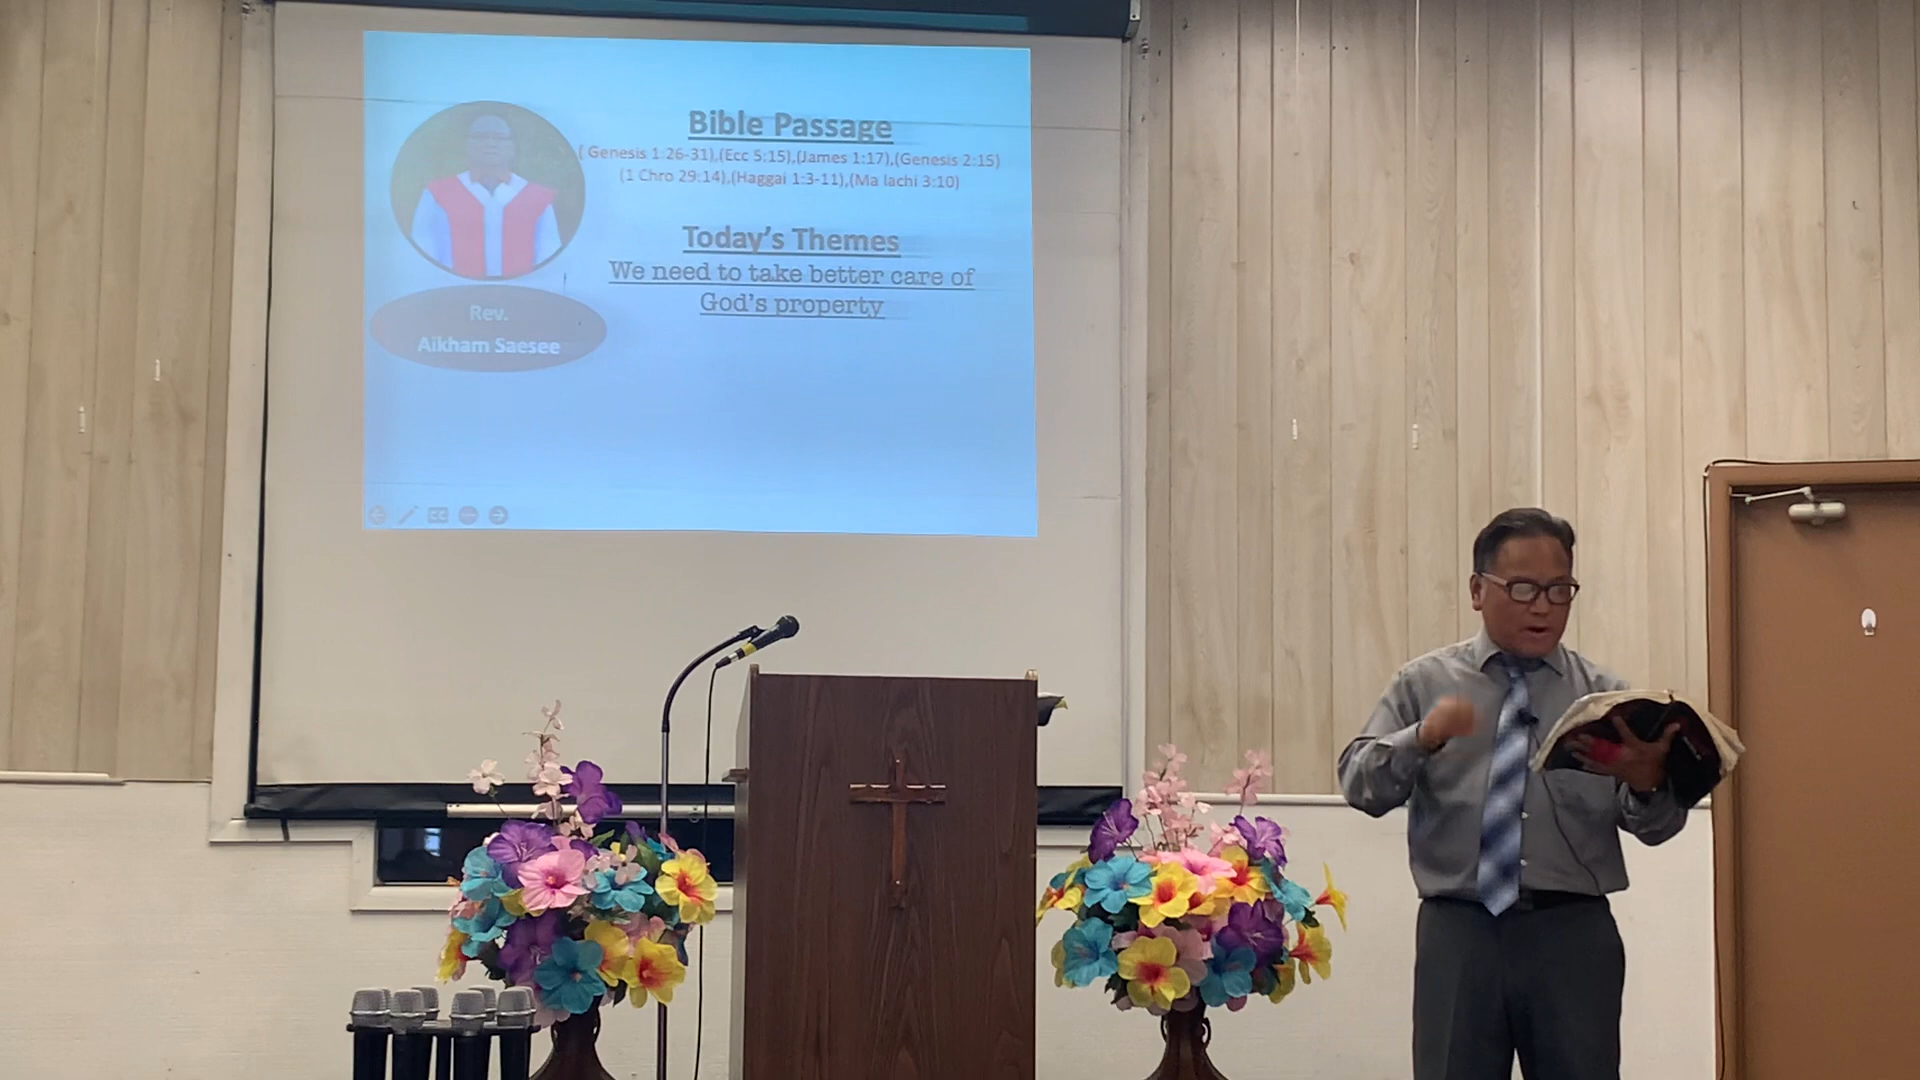 Bible Passage
( Genesis 1:26-31),(Ecc 5:15),(James 1:17),(Genesis 2:15)
(1 Chro 29:14),(Haggai 1:3-11),(Ma lachi 3:10)
Today's Themes
We need to take better care of
God's property
Rev.
Aikham Saesee
CC